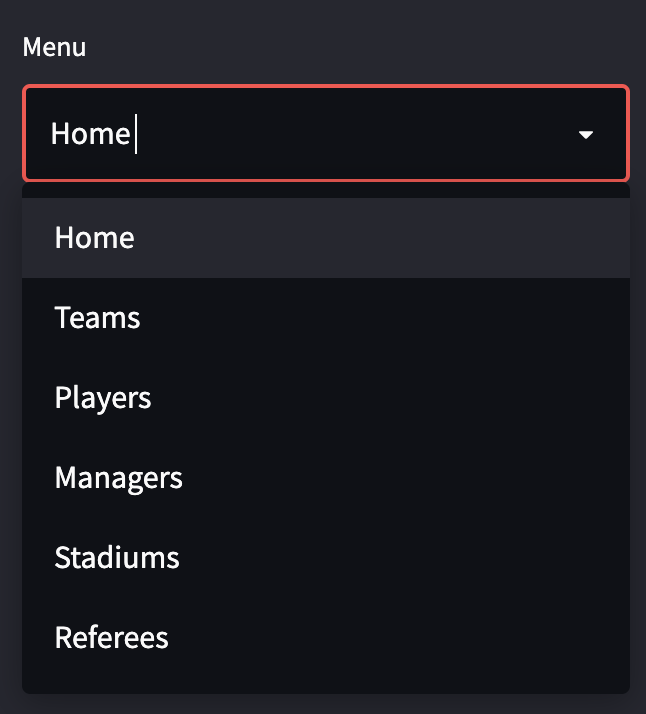 Menu
Home
Home
Teams
Players
Managers
Stadiums
Referees